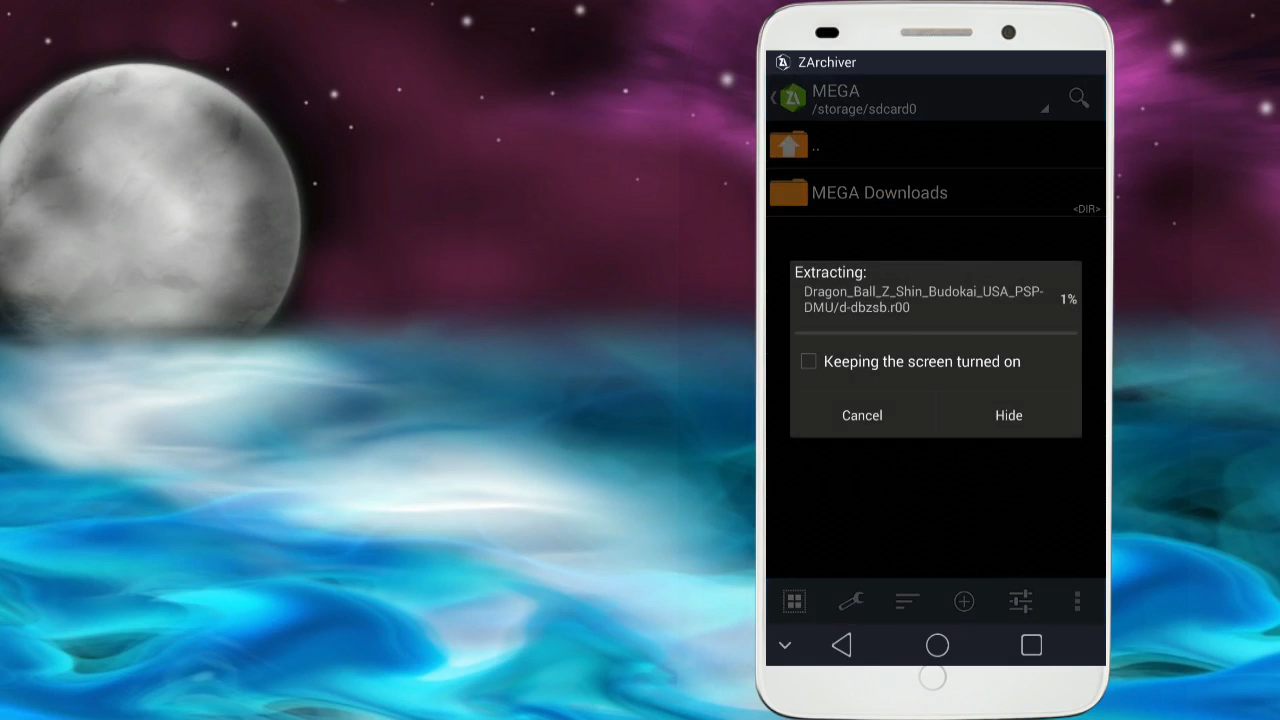 ZArchiver
MEGA
/storage/sdcard0
..
MEGA Downloads
<DIR>
Extracting:
Dragon_Ball_Z_Shin_Budokai_USA_PSP-
DMU/d-dbzsb.r00
1%
Keeping the screen turned on
Cancel
Hide